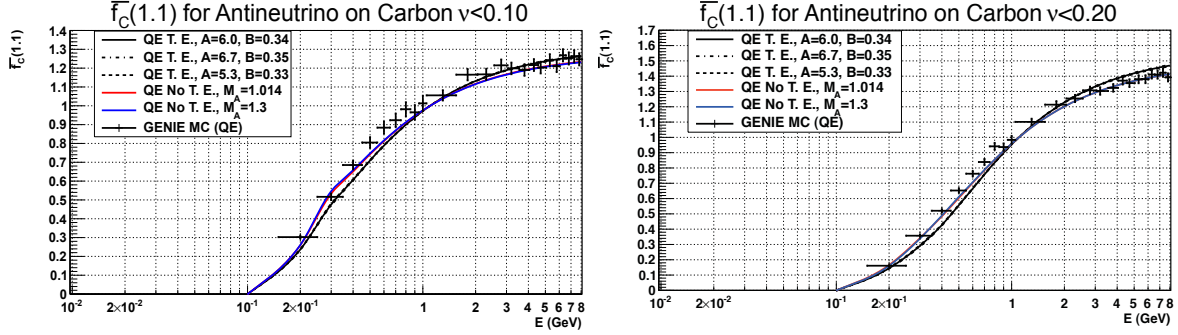 f̅_C(1.1) for Antineutrino on Carbon ν<0.10
f̅_C(1.1)
1.4
1.3
1.2
1.1
1
0.9
0.8
0.7
0.6
0.5
0.4
0.3
0.2
0.1
0
QE T. E., A=6.0, B=0.34
QE T. E., A=6.7, B=0.35
QE T. E., A=5.3, B=0.33
QE No T. E., M_A=1.014
QE No T. E., M_A=1.3
GENIE MC (QE)
10⁻² 2×10⁻² 10⁻¹ 2×10⁻¹ 1 2 3 4 5 6 7 8
E (GeV)
f̅_C(1.1) for Antineutrino on Carbon ν<0.20
f̅_C(1.1)
1.7
1.6
1.5
1.4
1.3
1.2
1.1
1
0.9
0.8
0.7
0.6
0.5
0.4
0.3
0.2
0.1
0
QE T. E., A=6.0, B=0.34
QE T. E., A=6.7, B=0.35
QE T. E., A=5.3, B=0.33
QE No T. E., M_A=1.014
QE No T. E., M_A=1.3
GENIE MC (QE)
10⁻² 2×10⁻² 10⁻¹ 2×10⁻¹ 1 2 3 4 5 6 7 8
E (GeV)